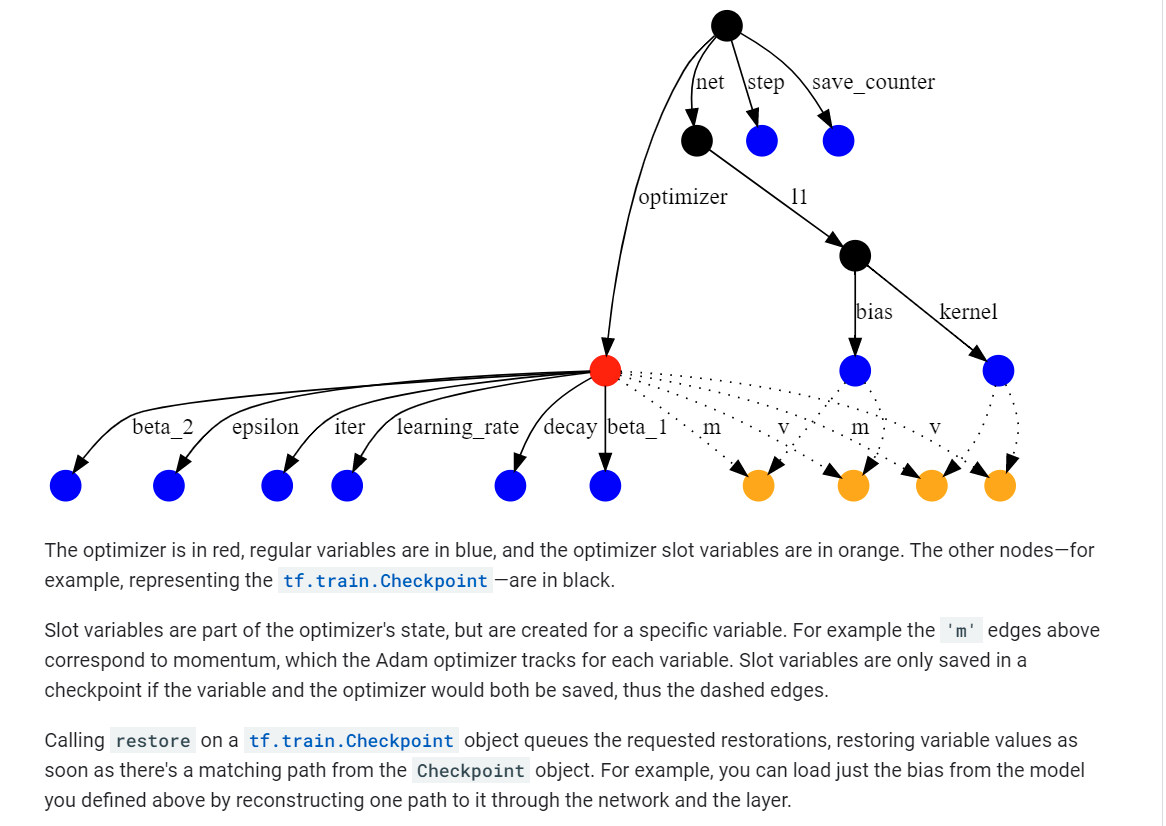 net step save_counter
optimizer l1
bias kernel
beta_2 epsilon iter learning_rate decay beta_1 m v m v
The optimizer is in red, regular variables are in blue, and the optimizer slot variables are in orange. The other nodes—for
example, representing the tf.train.Checkpoint—are in black.
Slot variables are part of the optimizer's state, but are created for a specific variable. For example the 'm' edges above
correspond to momentum, which the Adam optimizer tracks for each variable. Slot variables are only saved in a
checkpoint if the variable and the optimizer would both be saved, thus the dashed edges.
Calling restore on a tf.train.Checkpoint object queues the requested restorations, restoring variable values as
soon as there's a matching path from the Checkpoint object. For example, you can load just the bias from the model
you defined above by reconstructing one path to it through the network and the layer.